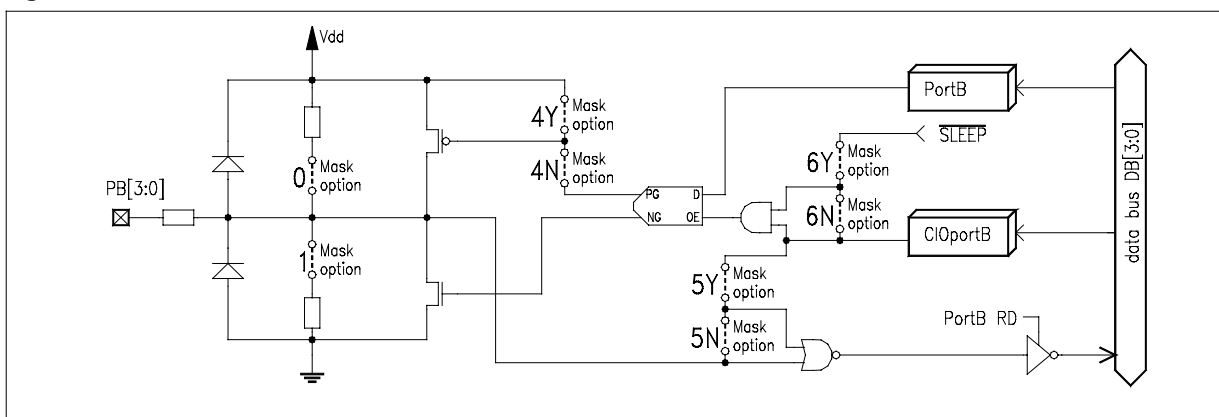 Vdd
PB[3:0]
0
Mask
option
1
Mask
option
4Y
Mask
option
4N
Mask
option
PG
D
NG
OE
PortB
SLEEP
6Y
Mask
option
6N
Mask
option
CIOportB
5Y
Mask
option
5N
Mask
option
PortB RD
data bus DB[3:0]